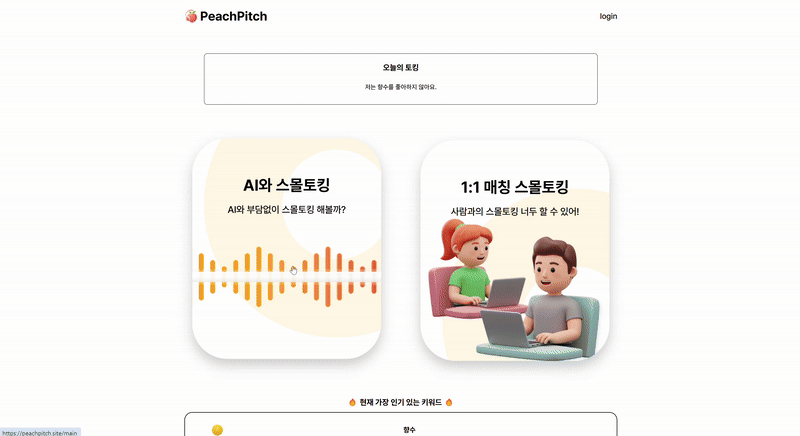 PeachPitch
login
오늘의 토킹
저는 향수를 좋아하지 않아요.
AI와 스몰토킹
AI와 부담없이 스몰토킹 해볼까?
1:1 매칭 스몰토킹
사람과의 스몰토킹 너두 할 수 있어!
현재 가장 인기 있는 키워드
향수
https://peachpitch.site/main